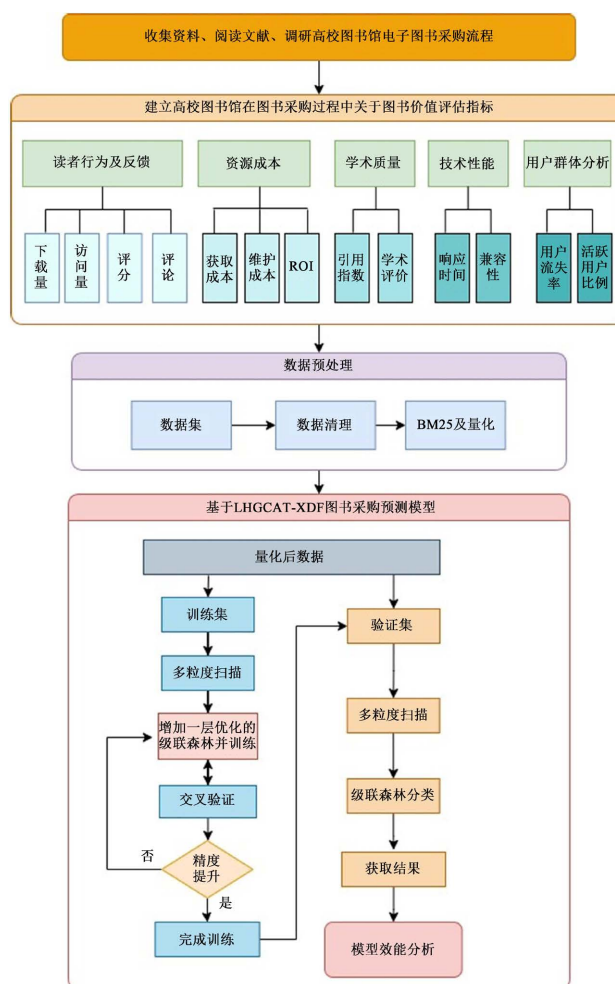 收集资料、阅读文献、调研高校图书馆电子图书采购流程
建立高校图书馆在图书采购过程中关于图书价值评估指标
读者行为及反馈
资源成本
学术质量
技术性能
用户群体分析
下载量
访问量
评分
评论
获取成本
维护成本
ROI
引用指数
学术评价
响应时间
兼容性
用户流失率
活跃用户比例
数据预处理
数据集
数据清理
BM25及量化
基于LHGCAT-XDF图书采购预测模型
量化后数据
训练集
验证集
多粒度扫描
多粒度扫描
增加一层优化的
级联森林并训练
级联森林分类
交叉验证
否
精度
提升
获取结果
是
完成训练
模型效能分析